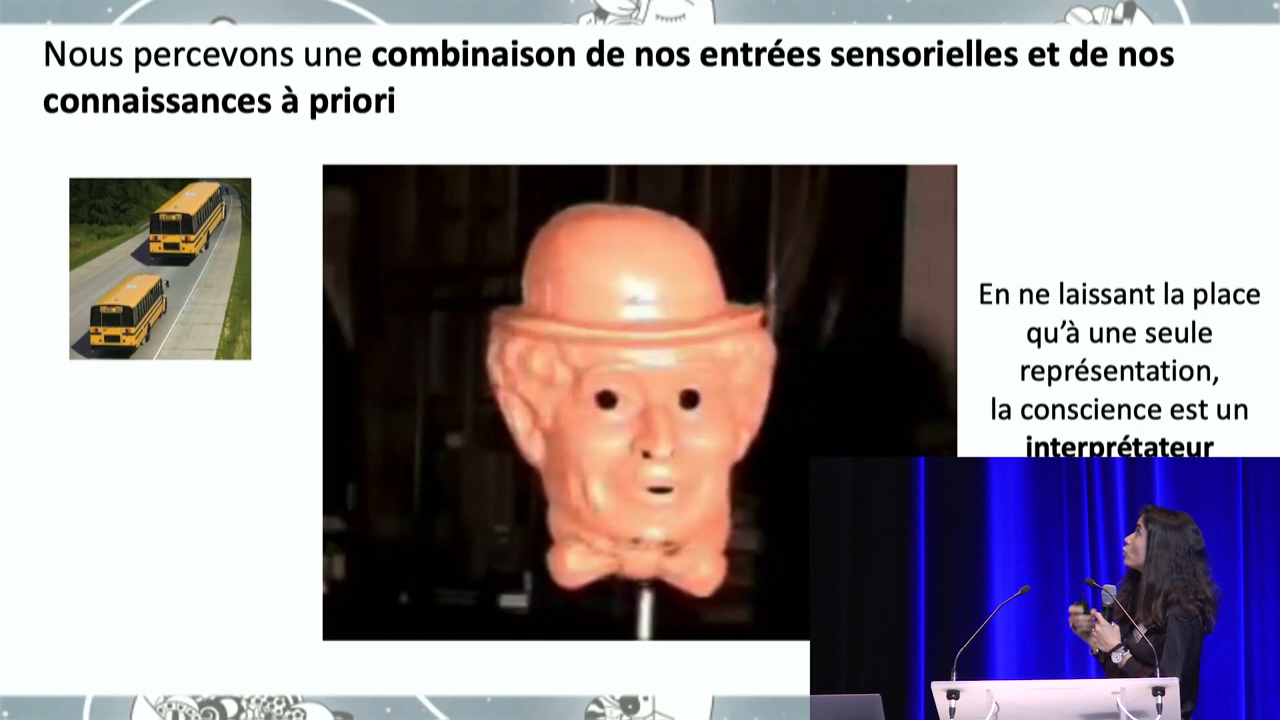 Nous percevons une combinaison de nos entrées sensorielles et de nos
connaissances à priori
En ne laissant la place
qu'à une seule
représentation,
la conscience est un
interprétateur